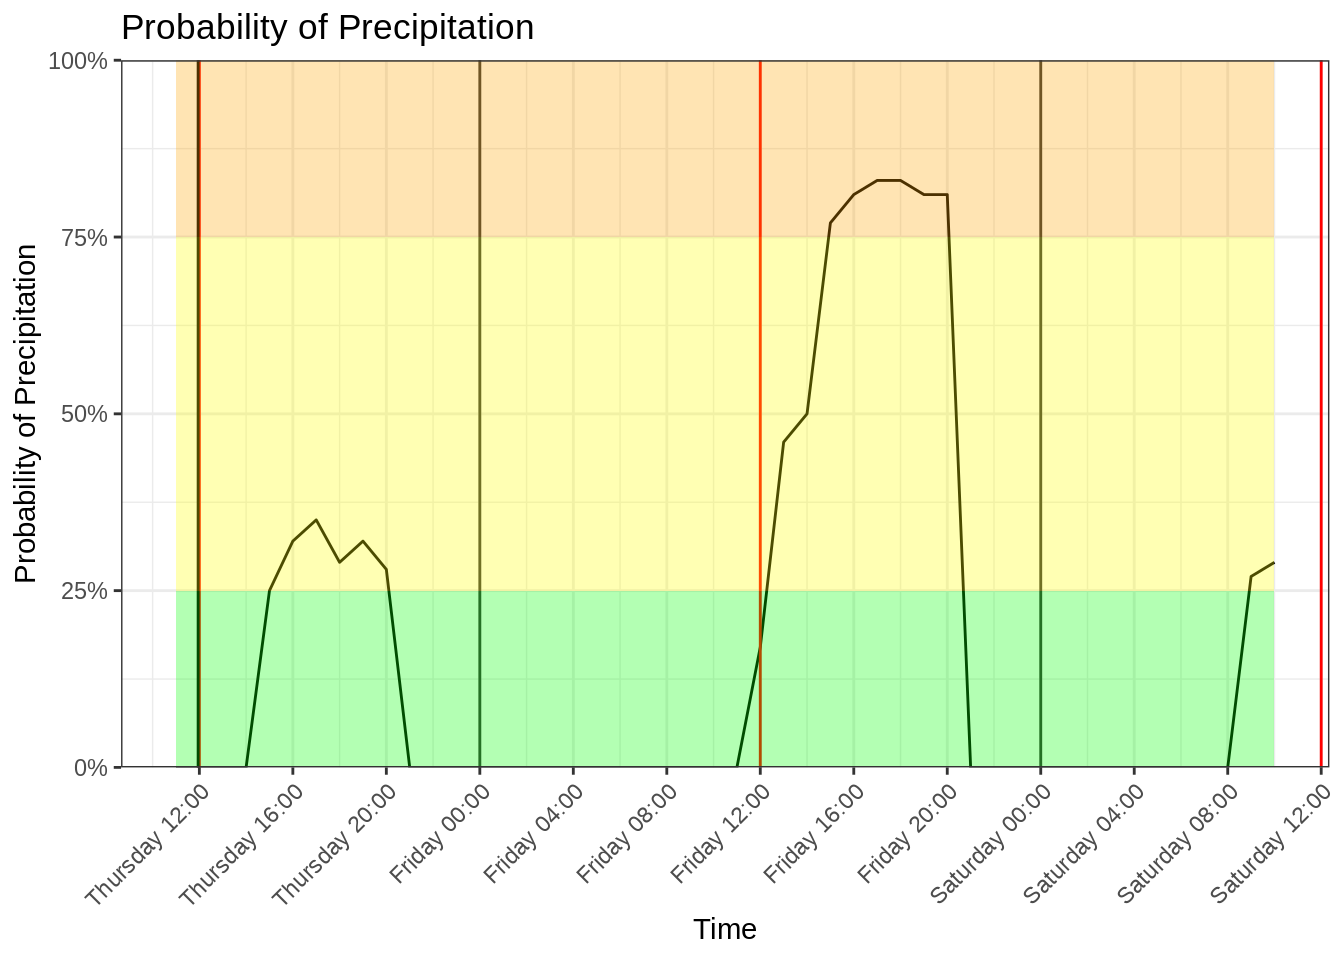 Probability of Precipitation
Probability of Precipitation
100%
75%
50%
25%
0%
Thursday 12:00
Thursday 16:00
Thursday 20:00
Friday 00:00
Friday 04:00
Friday 08:00
Friday 12:00
Friday 16:00
Friday 20:00
Saturday 00:00
Saturday 04:00
Saturday 08:00
Saturday 12:00
Time